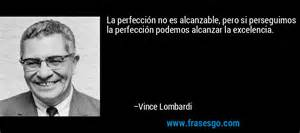 La perfección no es alcanzable, pero si perseguimos
la perfección podemos alcanzar la excelencia.
–Vince Lombardi
www.frasesgo.com